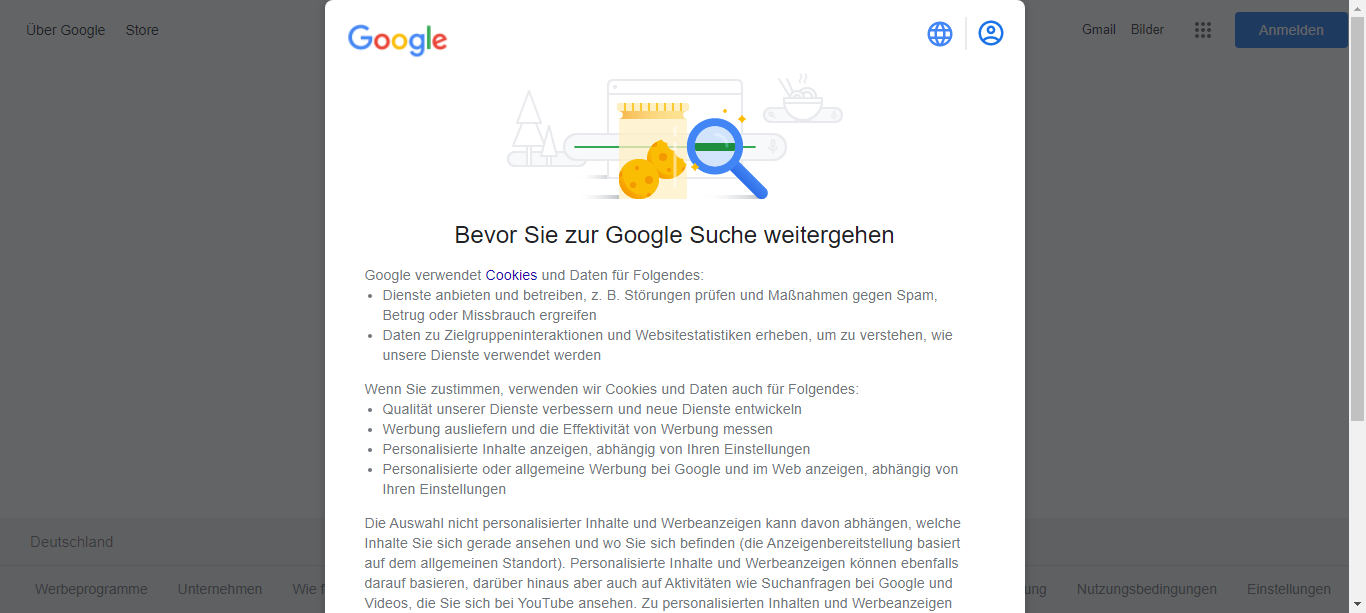 Über Google Store
Gmail Bilder Anmelden
Google
Bevor Sie zur Google Suche weitergehen
Google verwendet Cookies und Daten für Folgendes:
• Dienste anbieten und betreiben, z. B. Störungen prüfen und Maßnahmen gegen Spam,
Betrug oder Missbrauch ergreifen
• Daten zu Zielgruppeninteraktionen und Websitestatistiken erheben, um zu verstehen, wie
unsere Dienste verwendet werden
Wenn Sie zustimmen, verwenden wir Cookies und Daten auch für Folgendes:
• Qualität unserer Dienste verbessern und neue Dienste entwickeln
• Werbung ausliefern und die Effektivität von Werbung messen
• Personalisierte Inhalte anzeigen, abhängig von Ihren Einstellungen
• Personalisierte oder allgemeine Werbung bei Google und im Web anzeigen, abhängig von
Ihren Einstellungen
Die Auswahl nicht personalisierter Inhalte und Werbeanzeigen kann davon abhängen, welche
Inhalte Sie sich gerade ansehen und wo Sie sich befinden (die Anzeigenbereitstellung basiert
auf dem allgemeinen Standort). Personalisierte Inhalte und Werbeanzeigen können ebenfalls
darauf basieren, darüber hinaus aber auch auf Aktivitäten wie Suchanfragen bei Google und
Videos, die Sie sich bei YouTube ansehen. Zu personalisierten Inhalten und Werbeanzeigen
Deutschland
Werbeprogramme Unternehmen Wie f
ung Nutzungsbedingungen Einstellungen